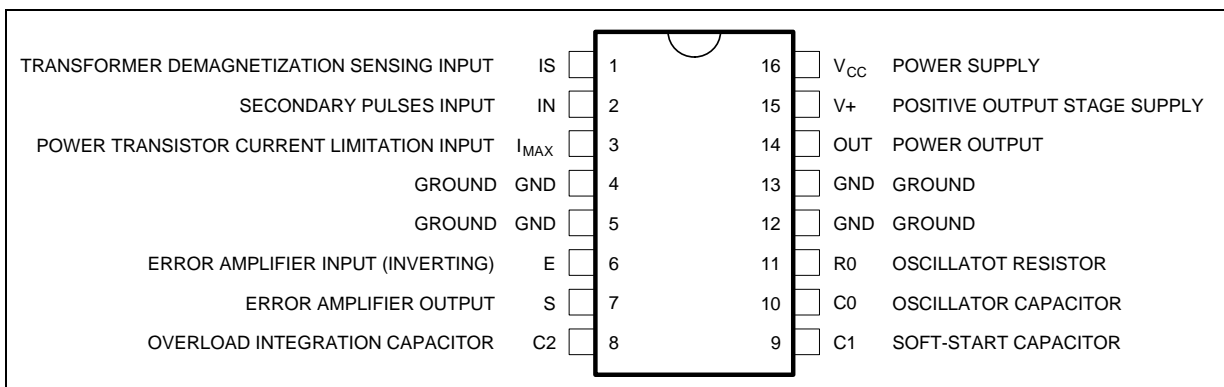 TRANSFORMER DEMAGNETIZATION SENSING INPUT IS 1 16 VCC POWER SUPPLY
SECONDARY PULSES INPUT IN 2 15 V+ POSITIVE OUTPUT STAGE SUPPLY
POWER TRANSISTOR CURRENT LIMITATION INPUT IMAX 3 14 OUT POWER OUTPUT
GROUND GND 4 13 GND GROUND
GROUND GND 5 12 GND GROUND
ERROR AMPLIFIER INPUT (INVERTING) E 6 11 R0 OSCILLATOT RESISTOR
ERROR AMPLIFIER OUTPUT S 7 10 C0 OSCILLATOR CAPACITOR
OVERLOAD INTEGRATION CAPACITOR C2 8 9 C1 SOFT-START CAPACITOR